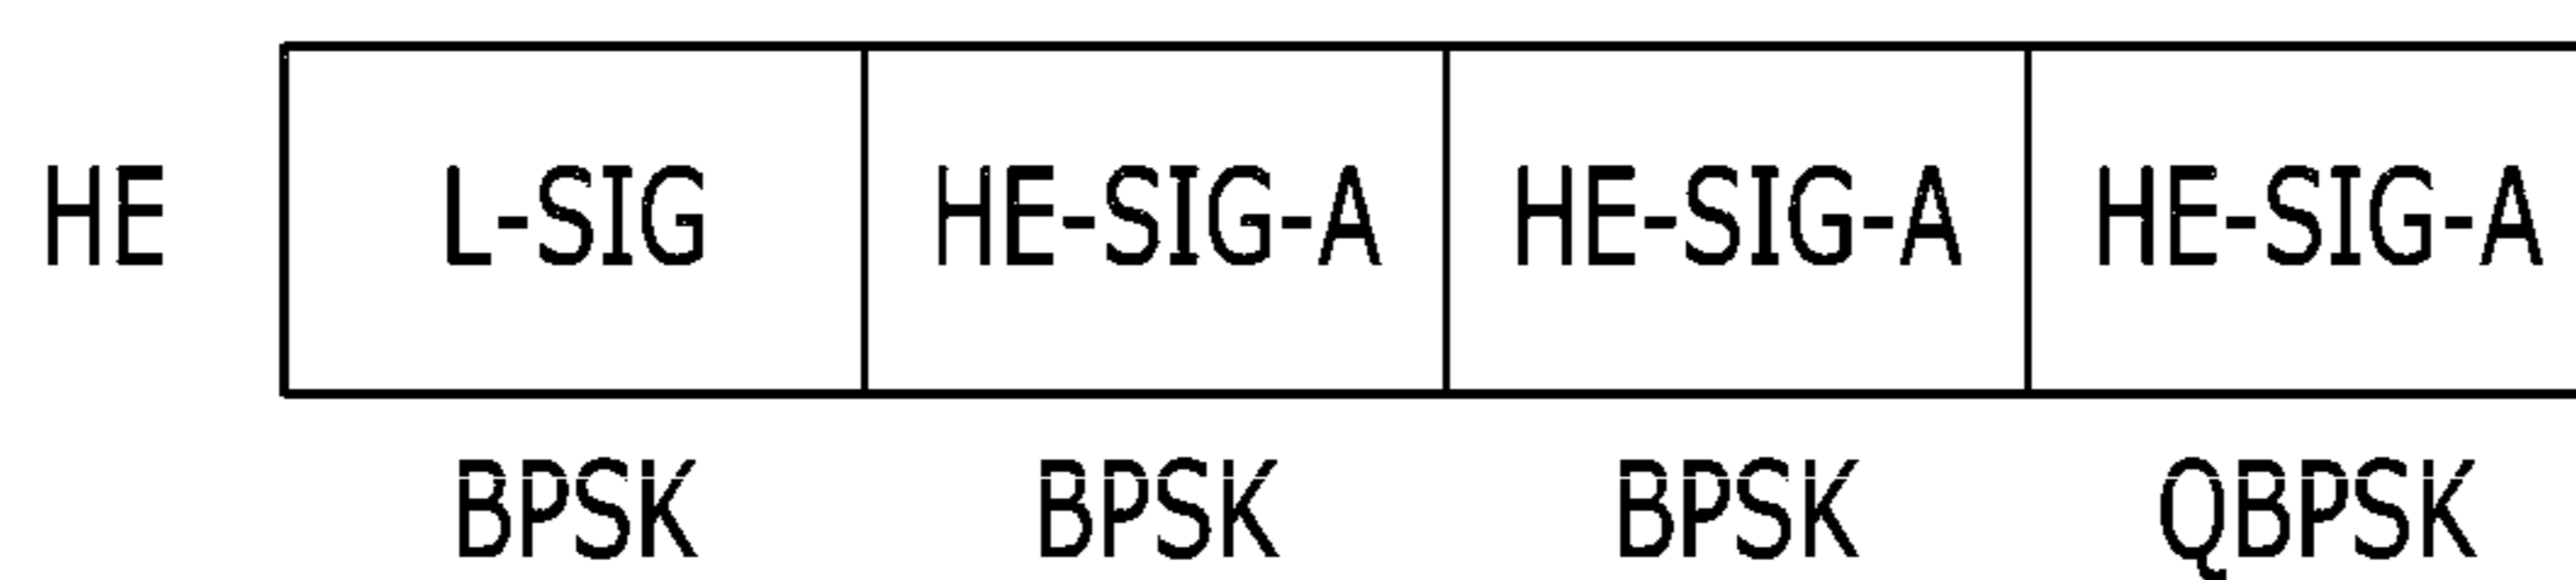 HE L-SIG HE-SIG-A HE-SIG-A HE-SIG-A
BPSK BPSK BPSK QBPSK